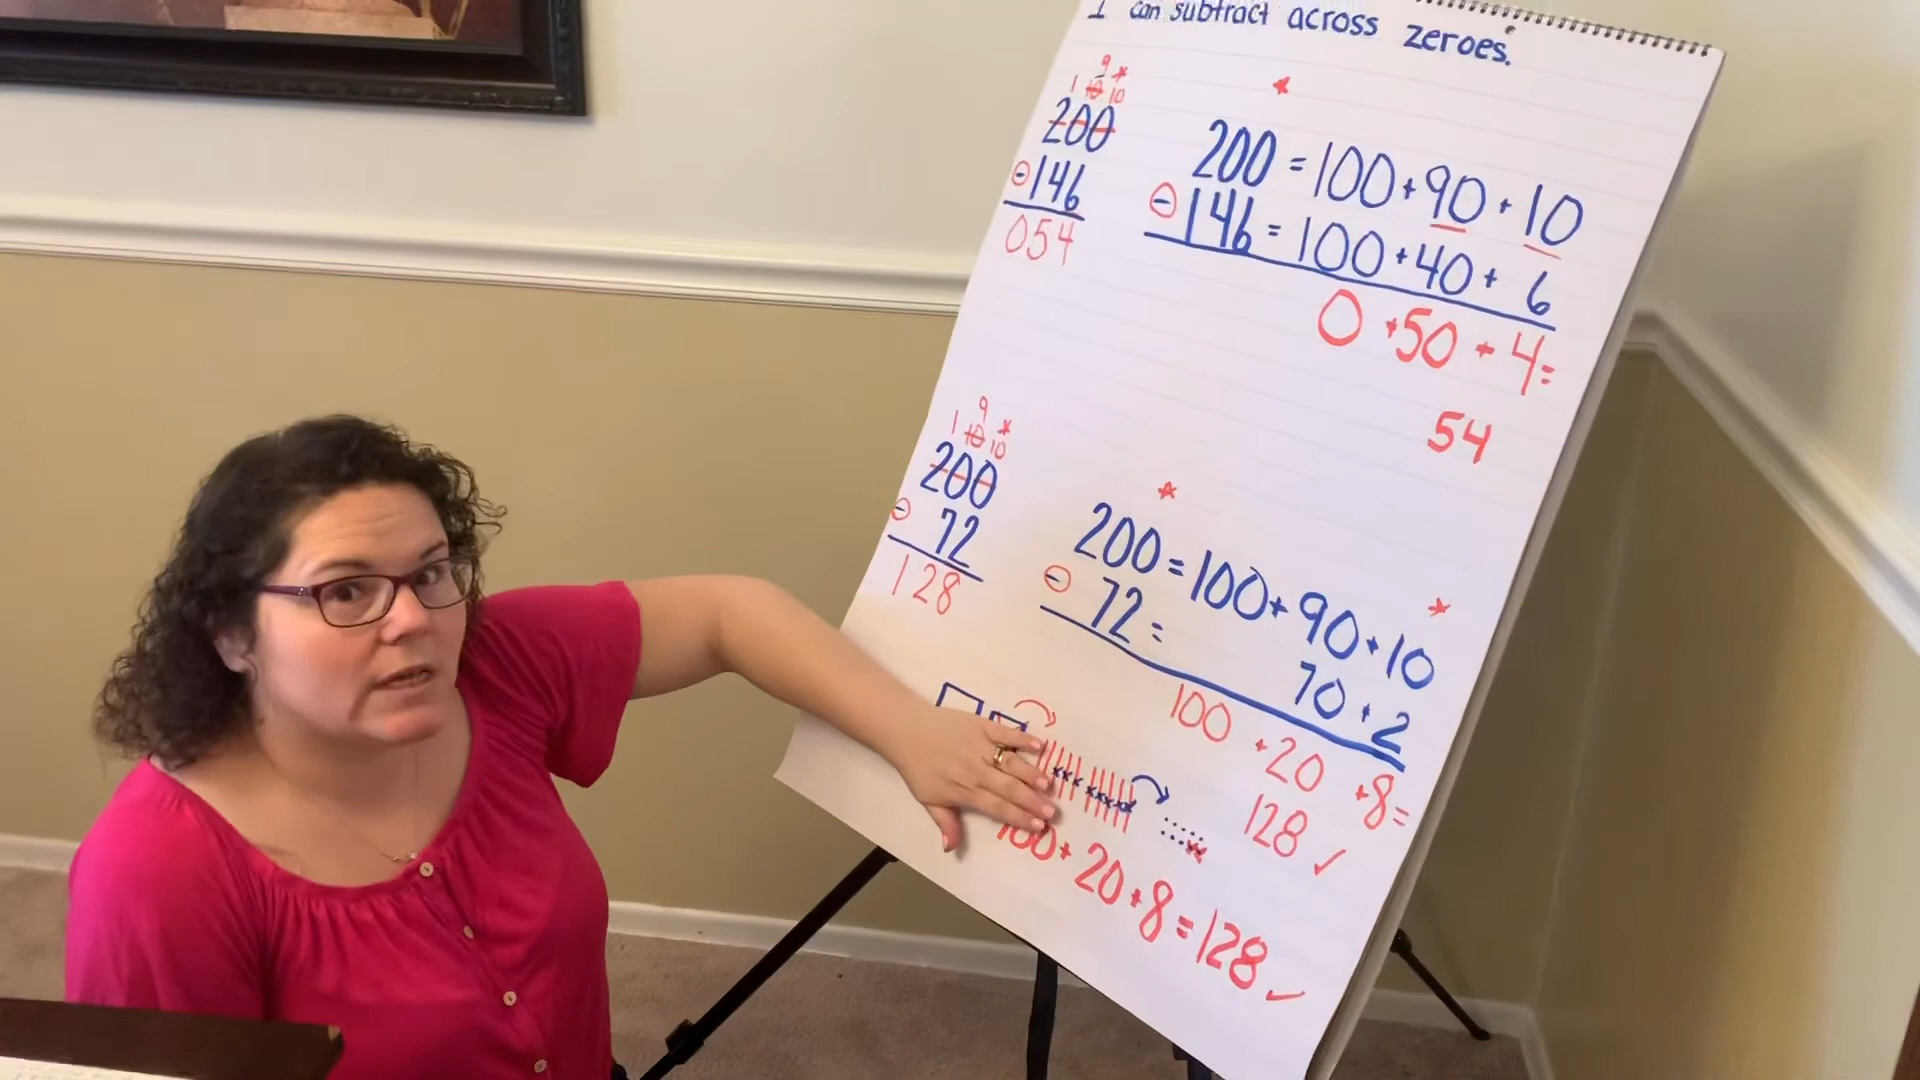 I can subtract across zeroes.
9
1 10 10
200
-146
054
200 = 100 + 90 + 10
-146 = 100 + 40 + 6
0 + 50 + 4 =
54
9
1 10 10
200
- 72
128
200 = 100 + 90 + 10
- 72 = 70 + 2
100 + 20 + 8 =
128 ✓
100 + 20 + 8 = 128 ✓